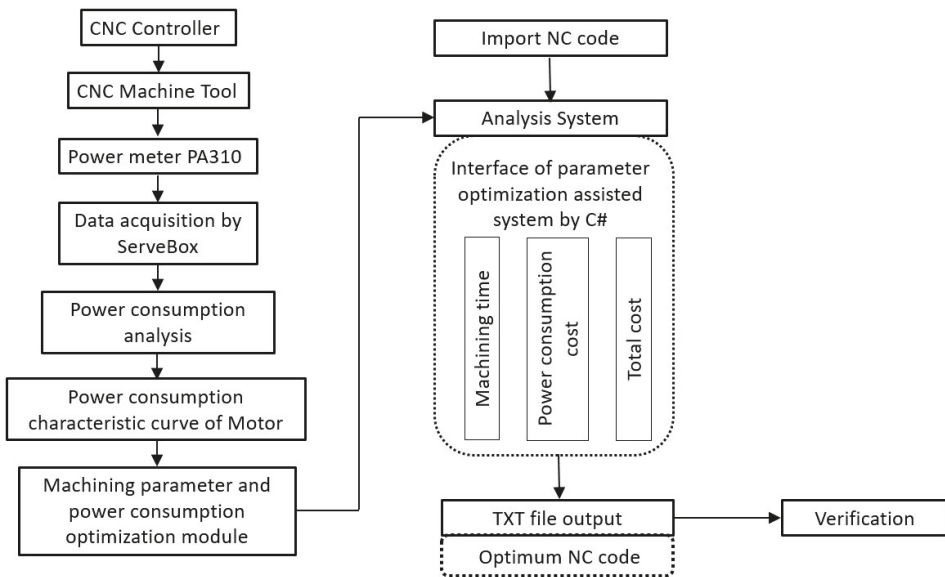 CNC Controller
CNC Machine Tool
Power meter PA310
Data acquisition by
ServeBox
Power consumption
analysis
Power consumption
characteristic curve of Motor
Machining parameter and
power consumption
optimization module
Import NC code
Analysis System
Interface of parameter
optimization assisted
system by C#
Machining time
Power consumption
cost
Total cost
TXT file output
Optimum NC code
Verification